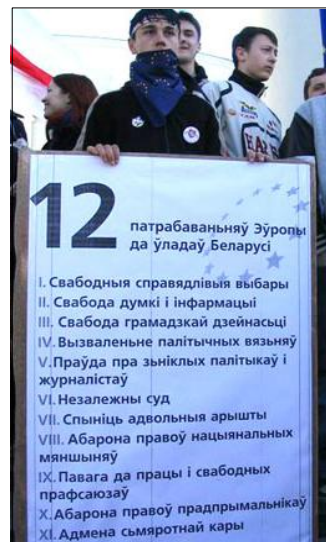 12
патрабаваньняў Эўропы
да ўладаў Беларусі
I. Свабодныя справядлівыя выбары
II. Свабода думкі і інфармацыі
III. Свабода грамадзкай дзейнасьці
IV. Вызваленьне палітычных вязьняў
V. Праўда пра зьніклых палітыкаў і
журналістаў
VI. Незалежны суд
VII. Спыніць адвольныя арышты
VIII. Абарона правоў нацыянальных
мяншыняў
IX. Павага да працы і свабодных
прафсаюзаў
X. Абарона правоў прадпрымальнікаў
XI. Адмена сьмяротнай кары